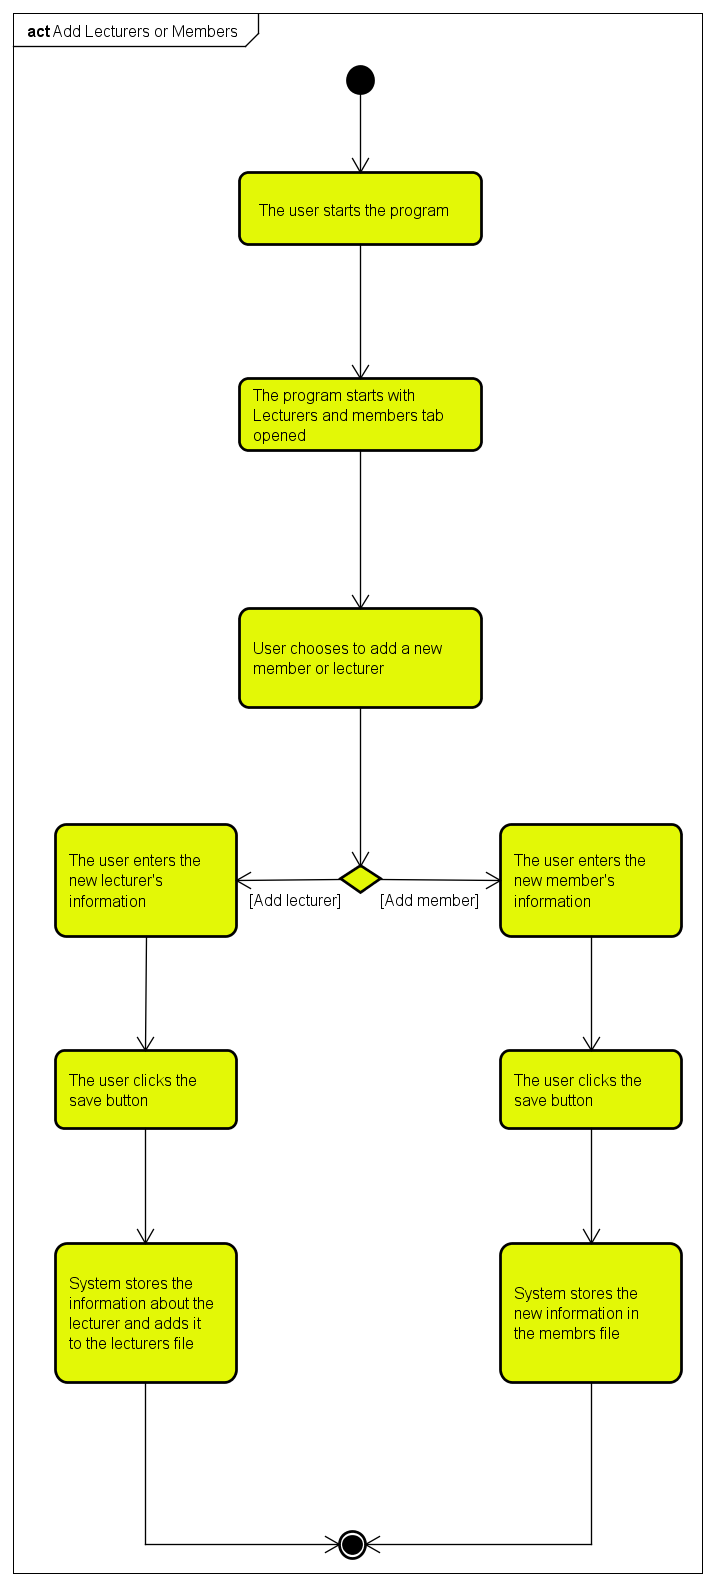 act Add Lecturers or Members
The user starts the program
The program starts with
Lecturers and members tab
opened
User chooses to add a new
member or lecturer
The user enters the
new lecturer's
information
[Add lecturer]
[Add member]
The user enters the
new member's
information
The user clicks the
save button
The user clicks the
save button
System stores the
information about the
lecturer and adds it
to the lecturers file
System stores the
new information in
the membrs file